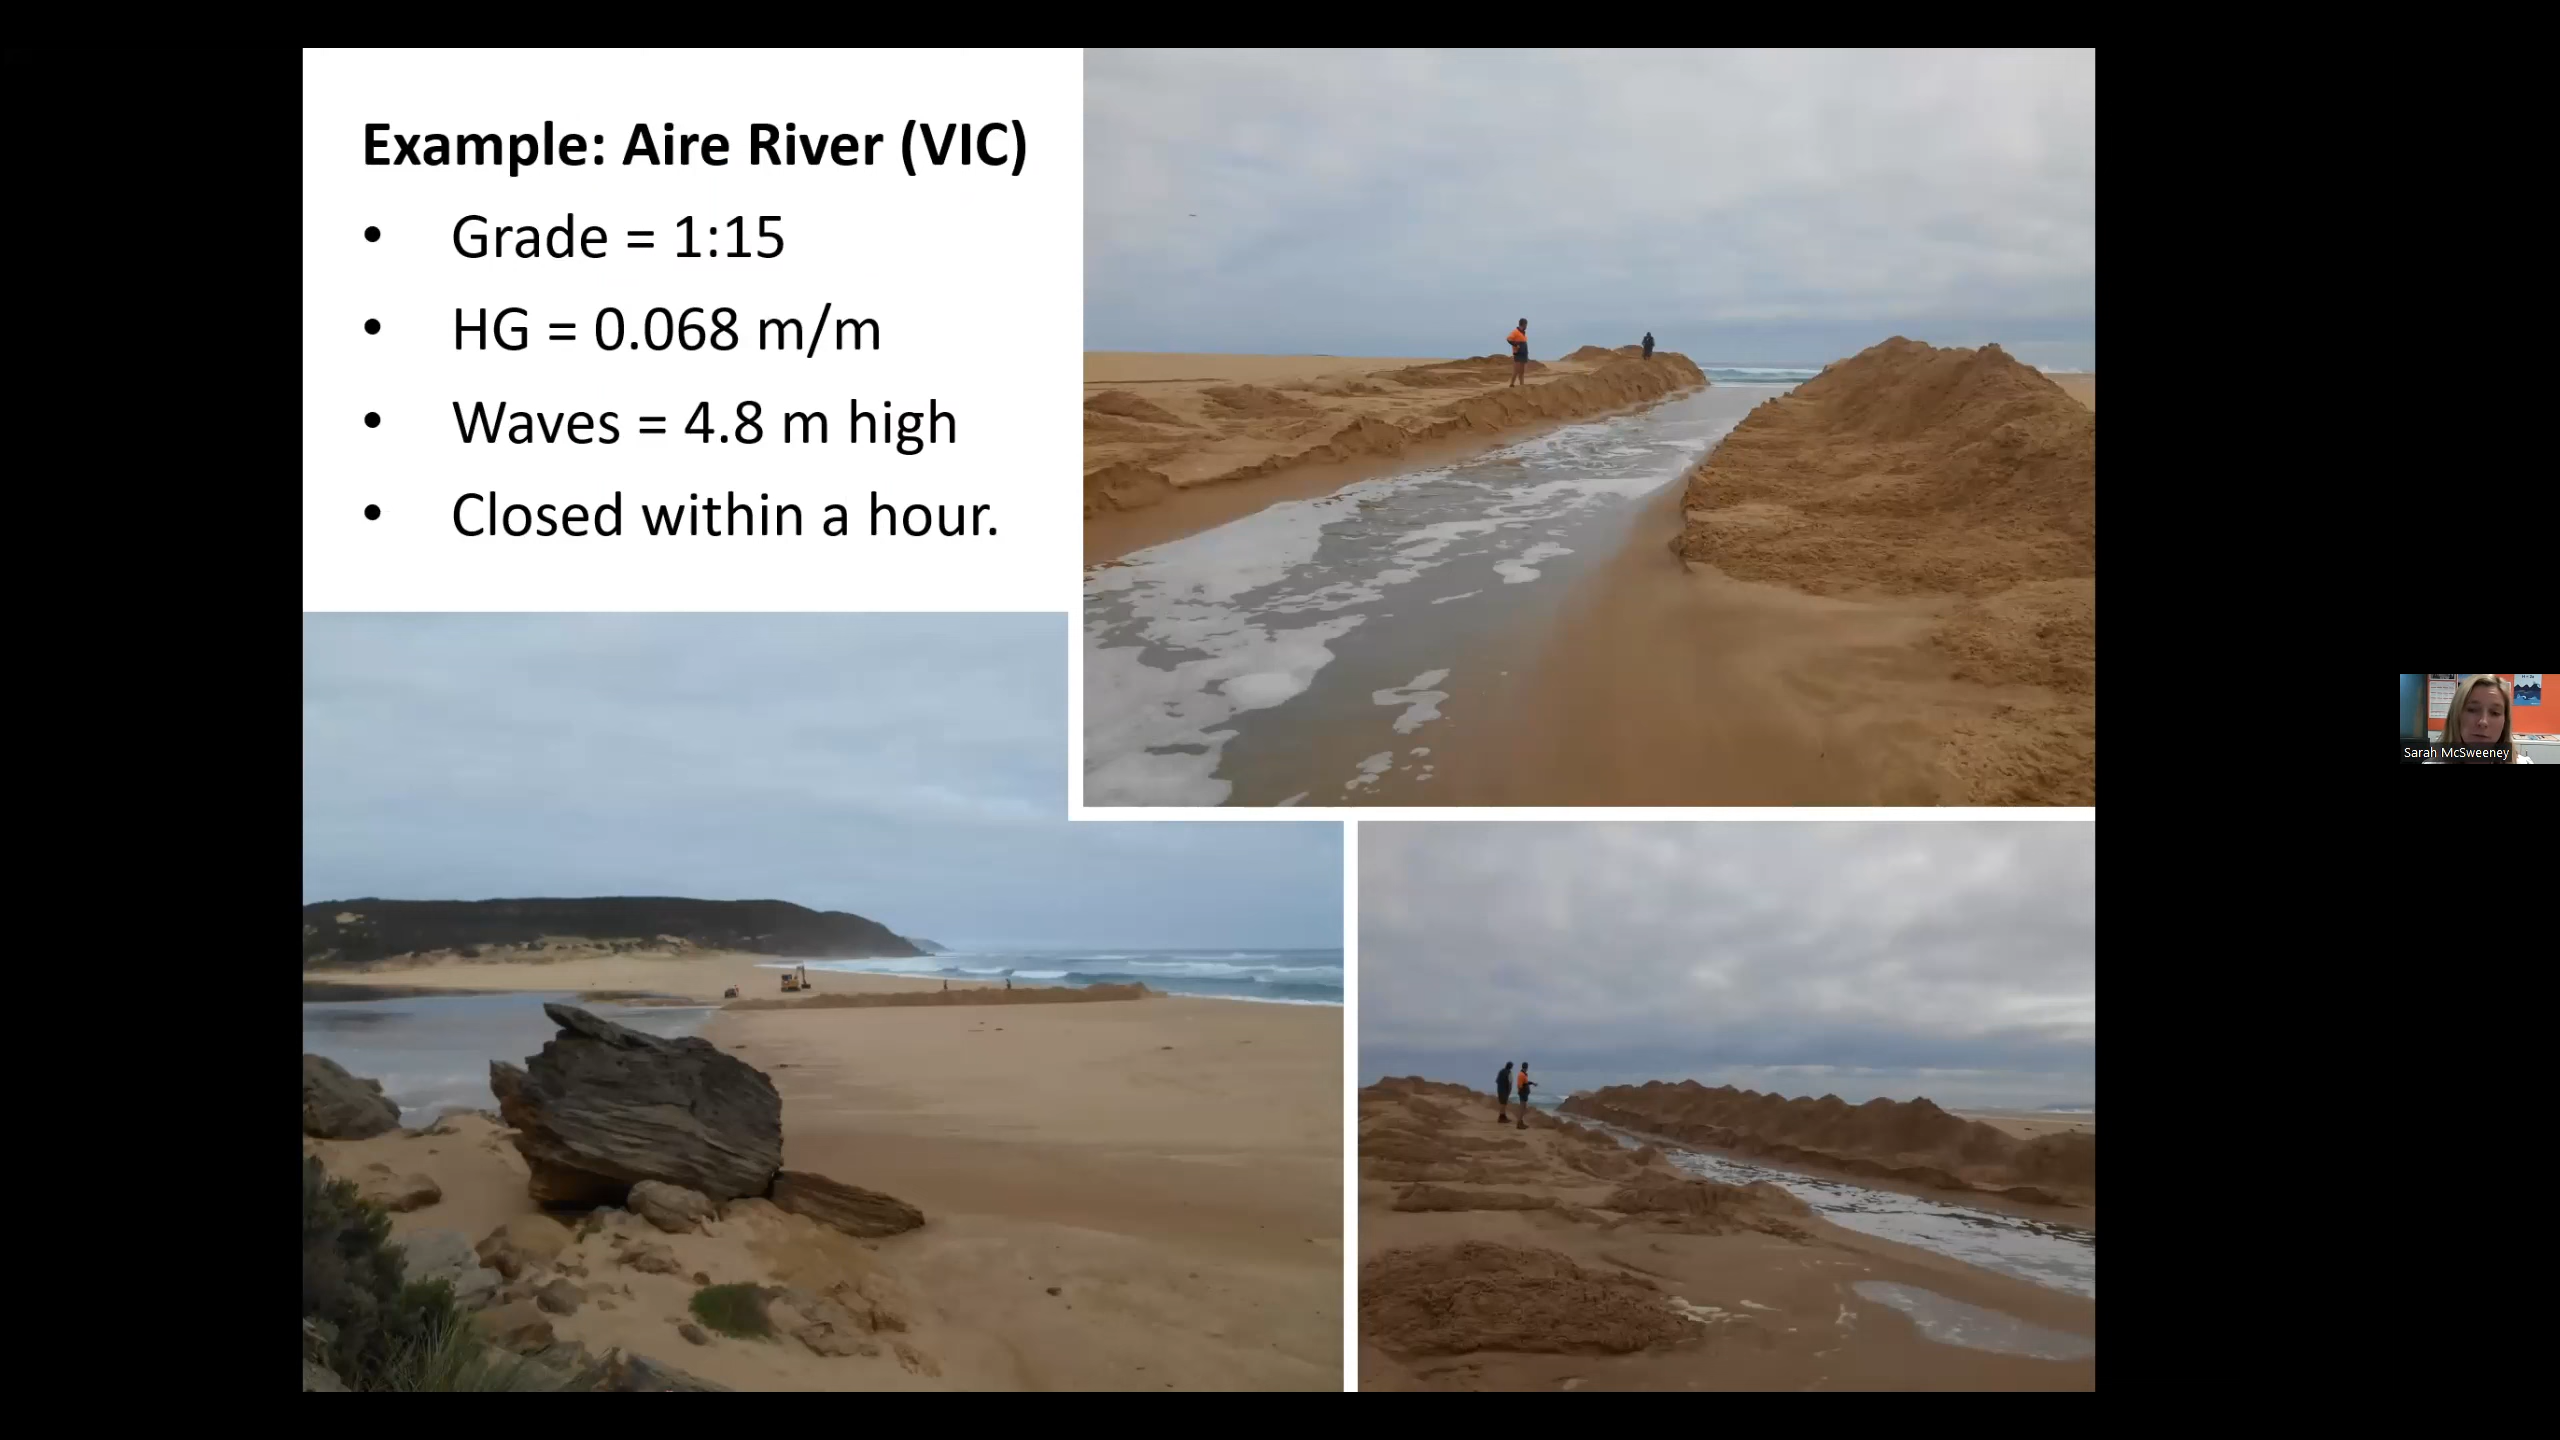 Example: Aire River (VIC)
• Grade = 1:15
• HG = 0.068 m/m
• Waves = 4.8 m high
• Closed within a hour.
Sarah McSweeney